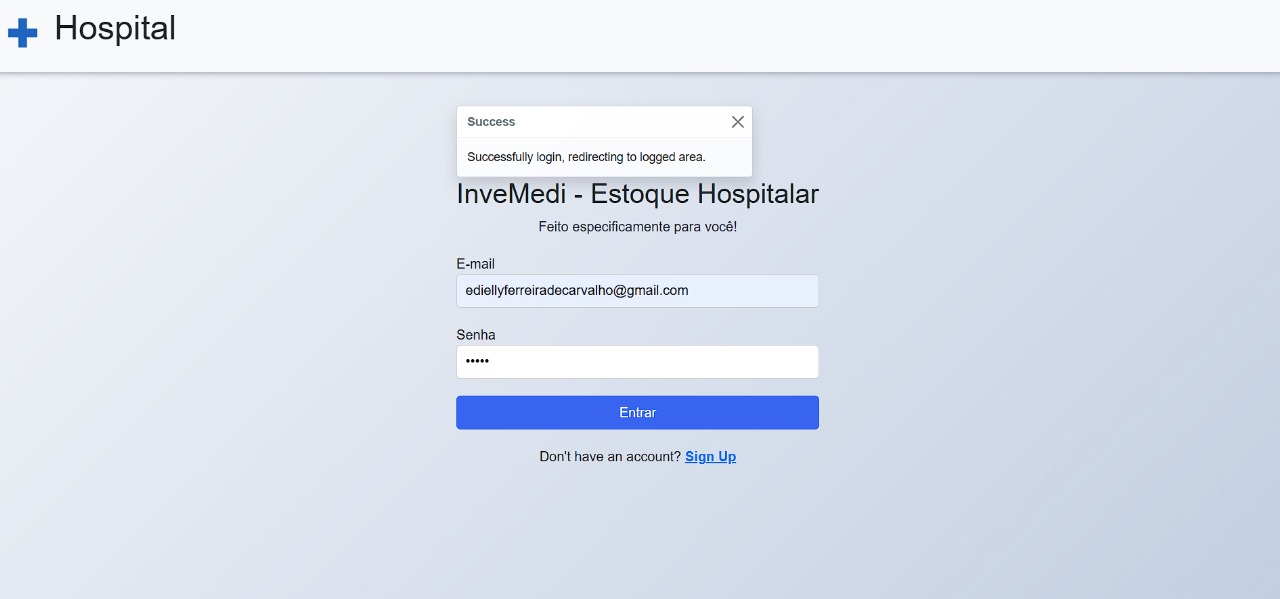 Hospital
Success
Successfully login, redirecting to logged area.
InveMedi - Estoque Hospitalar
Feito especificamente para você!
E-mail
ediellyferreiradecarvalho@gmail.com
Senha
•••••
Entrar
Don't have an account? Sign Up